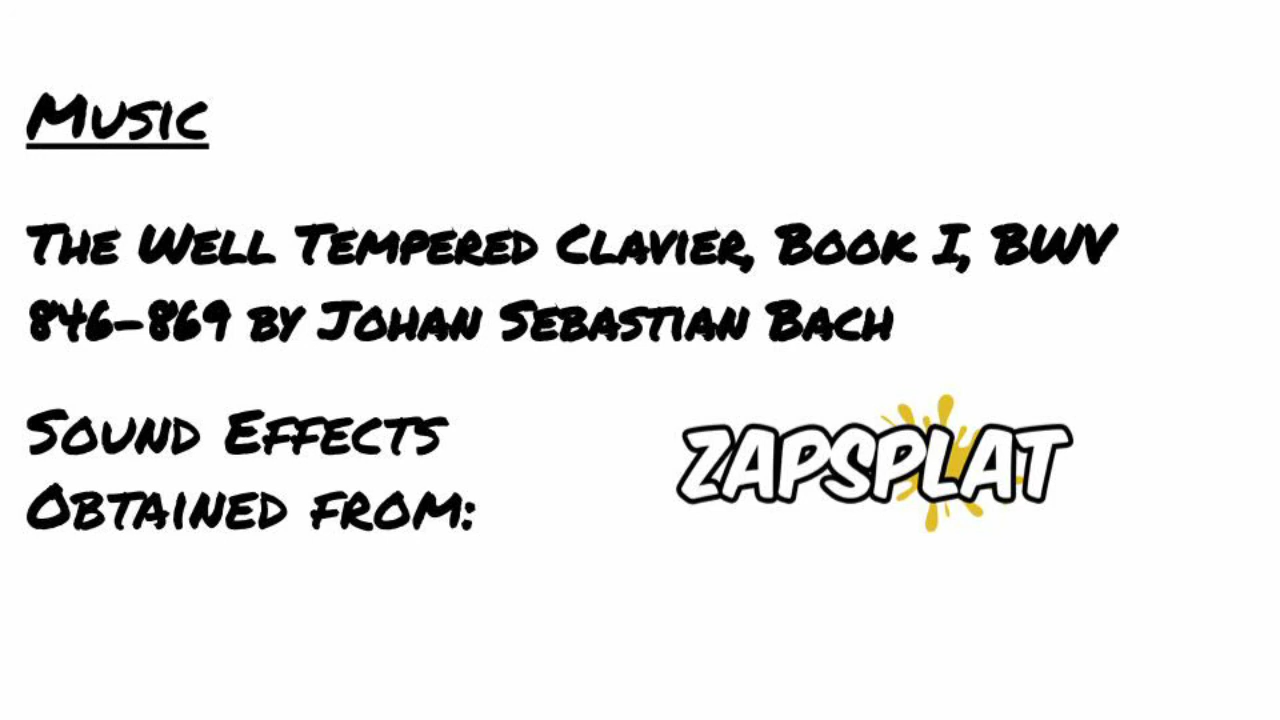 Music
The Well Tempered Clavier, Book I, BWV
846-869 by Johan Sebastian Bach
Sound Effects
Obtained from:
ZAPSPLAT